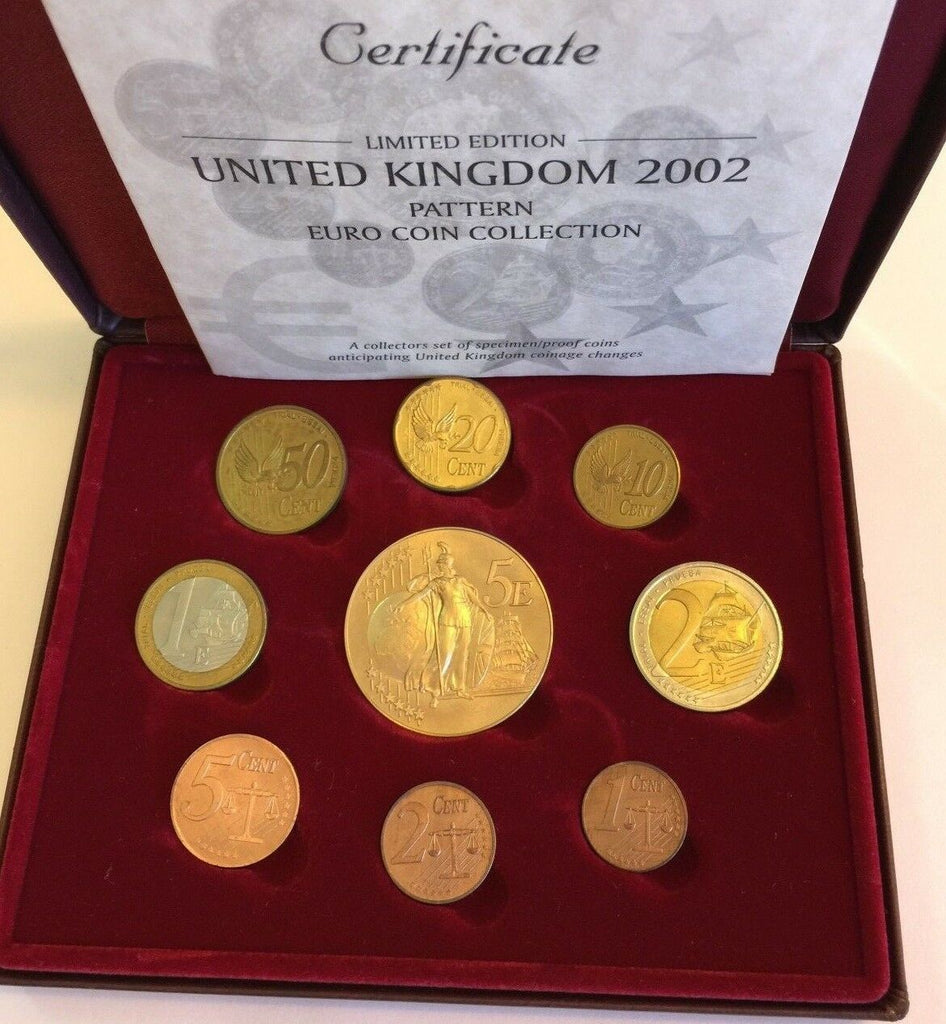 Certificate
LIMITED EDITION
UNITED KINGDOM 2002
PATTERN
EURO COIN COLLECTION
A collectors set of specimen/proof coins
anticipating United Kingdom coinage changes
50
CENT
20
CENT
10
CENT
1
E
5E
2
E
PRUEBA
5 CENT
2 CENT
1 CENT